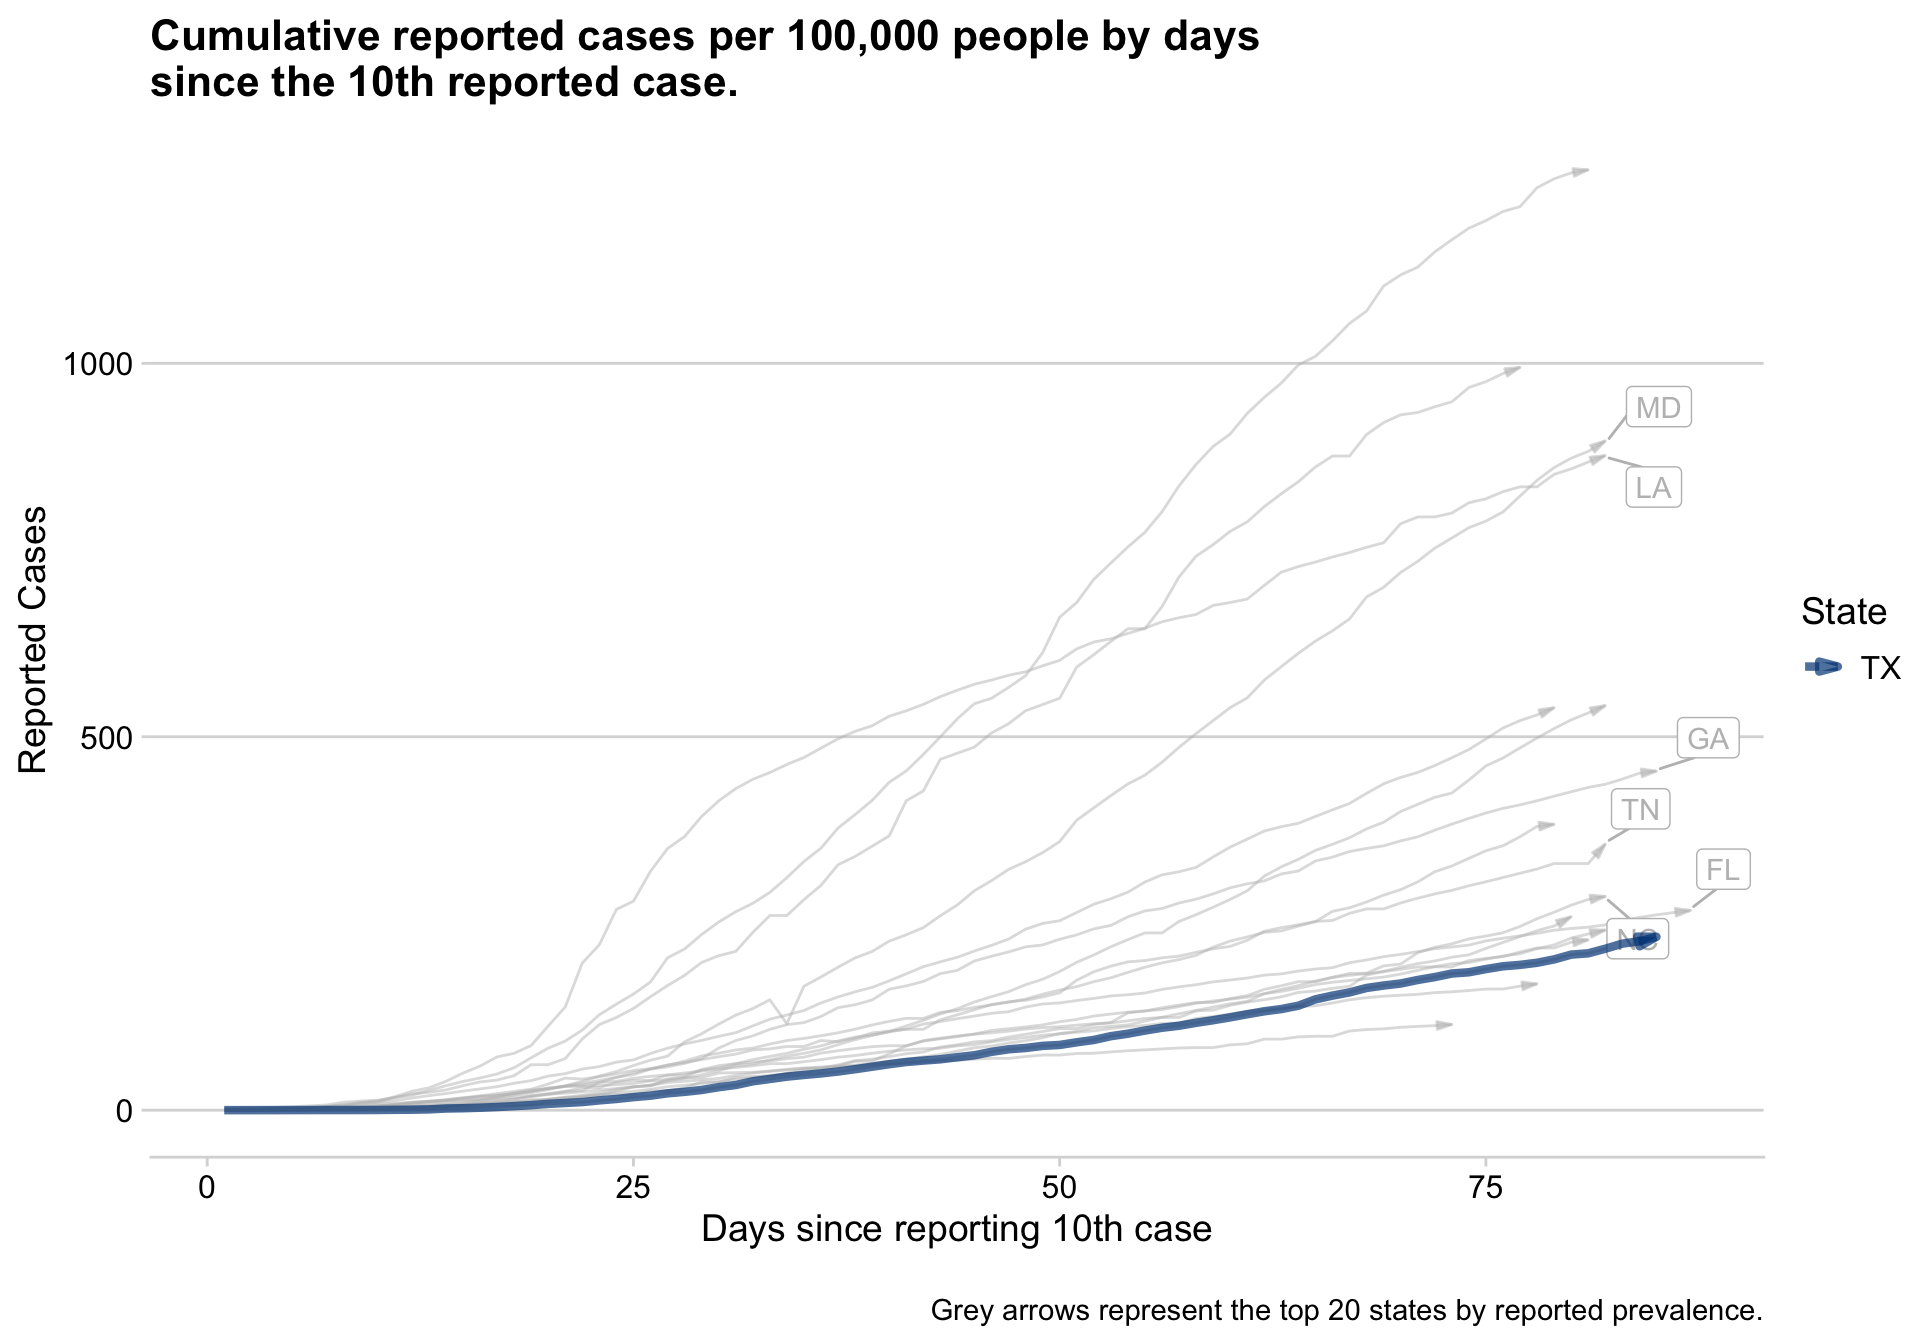 Cumulative reported cases per 100,000 people by days
since the 10th reported case.
Reported Cases
1000
500
0
MD
LA
GA
TN
FL
NC
State
TX
0
25
50
75
Days since reporting 10th case
Grey arrows represent the top 20 states by reported prevalence.